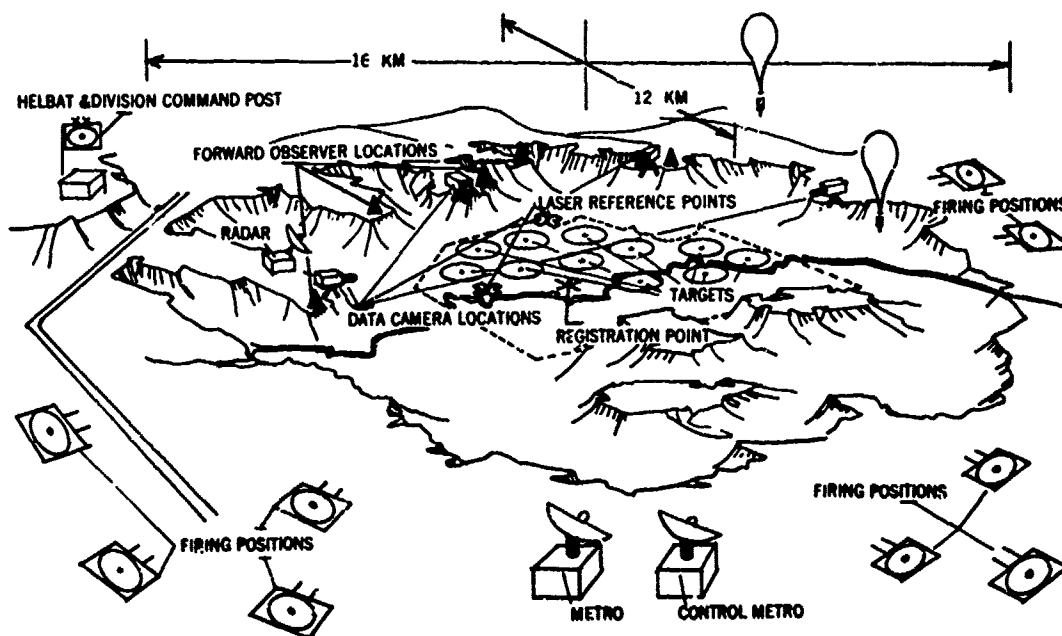 16 KM
12 KM
HELBAT & DIVISION COMMAND POST
FORWARD OBSERVER LOCATIONS
LASER REFERENCE POINTS
FIRING POSITIONS
RADAR
TARGETS
DATA CAMERA LOCATIONS
REGISTRATION POINT
FIRING POSITIONS
FIRING POSITIONS
METRO
CONTROL METRO